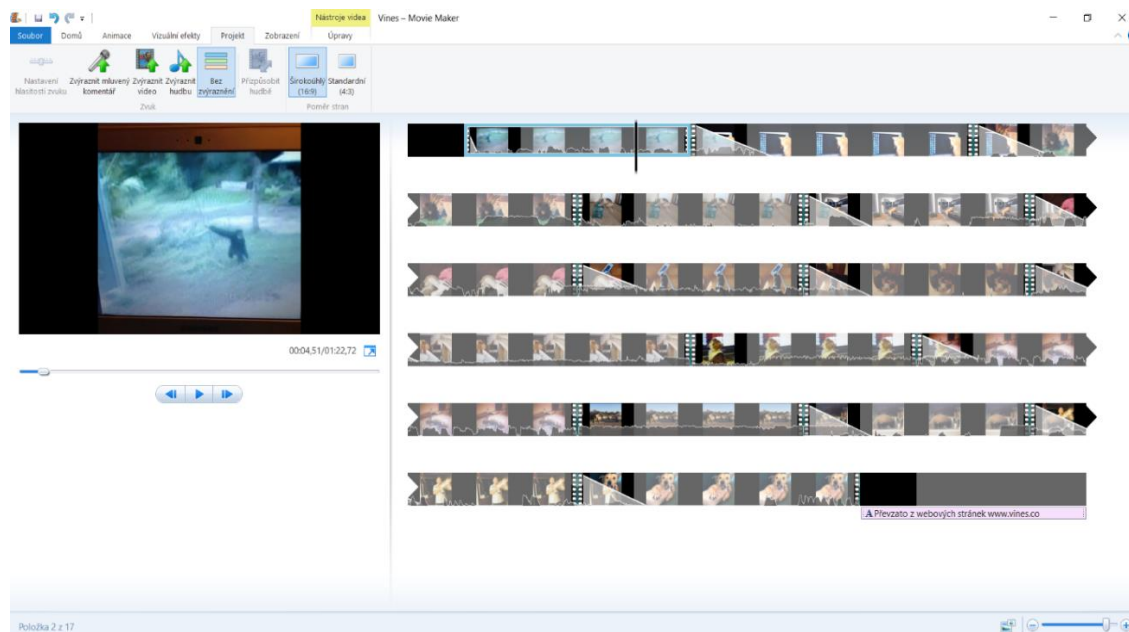 Nástroje videa
Vines – Movie Maker
Soubor
Domů
Animace
Vizuální efekty
Projekt
Zobrazení
Úpravy
Nastavení hlasitosti zvuku
Zvýraznit mluvený komentář
Zvýraznit video
Zvýraznit hudbu
Bez zvýraznění
Přizpůsobit hudbě
Širokoúhlý (16:9)
Standardní (4:3)
Zvuk
Poměr stran
00:04,51/01:22,72
A Převzato z webových stránek www.vines.co
Položka 2 z 17